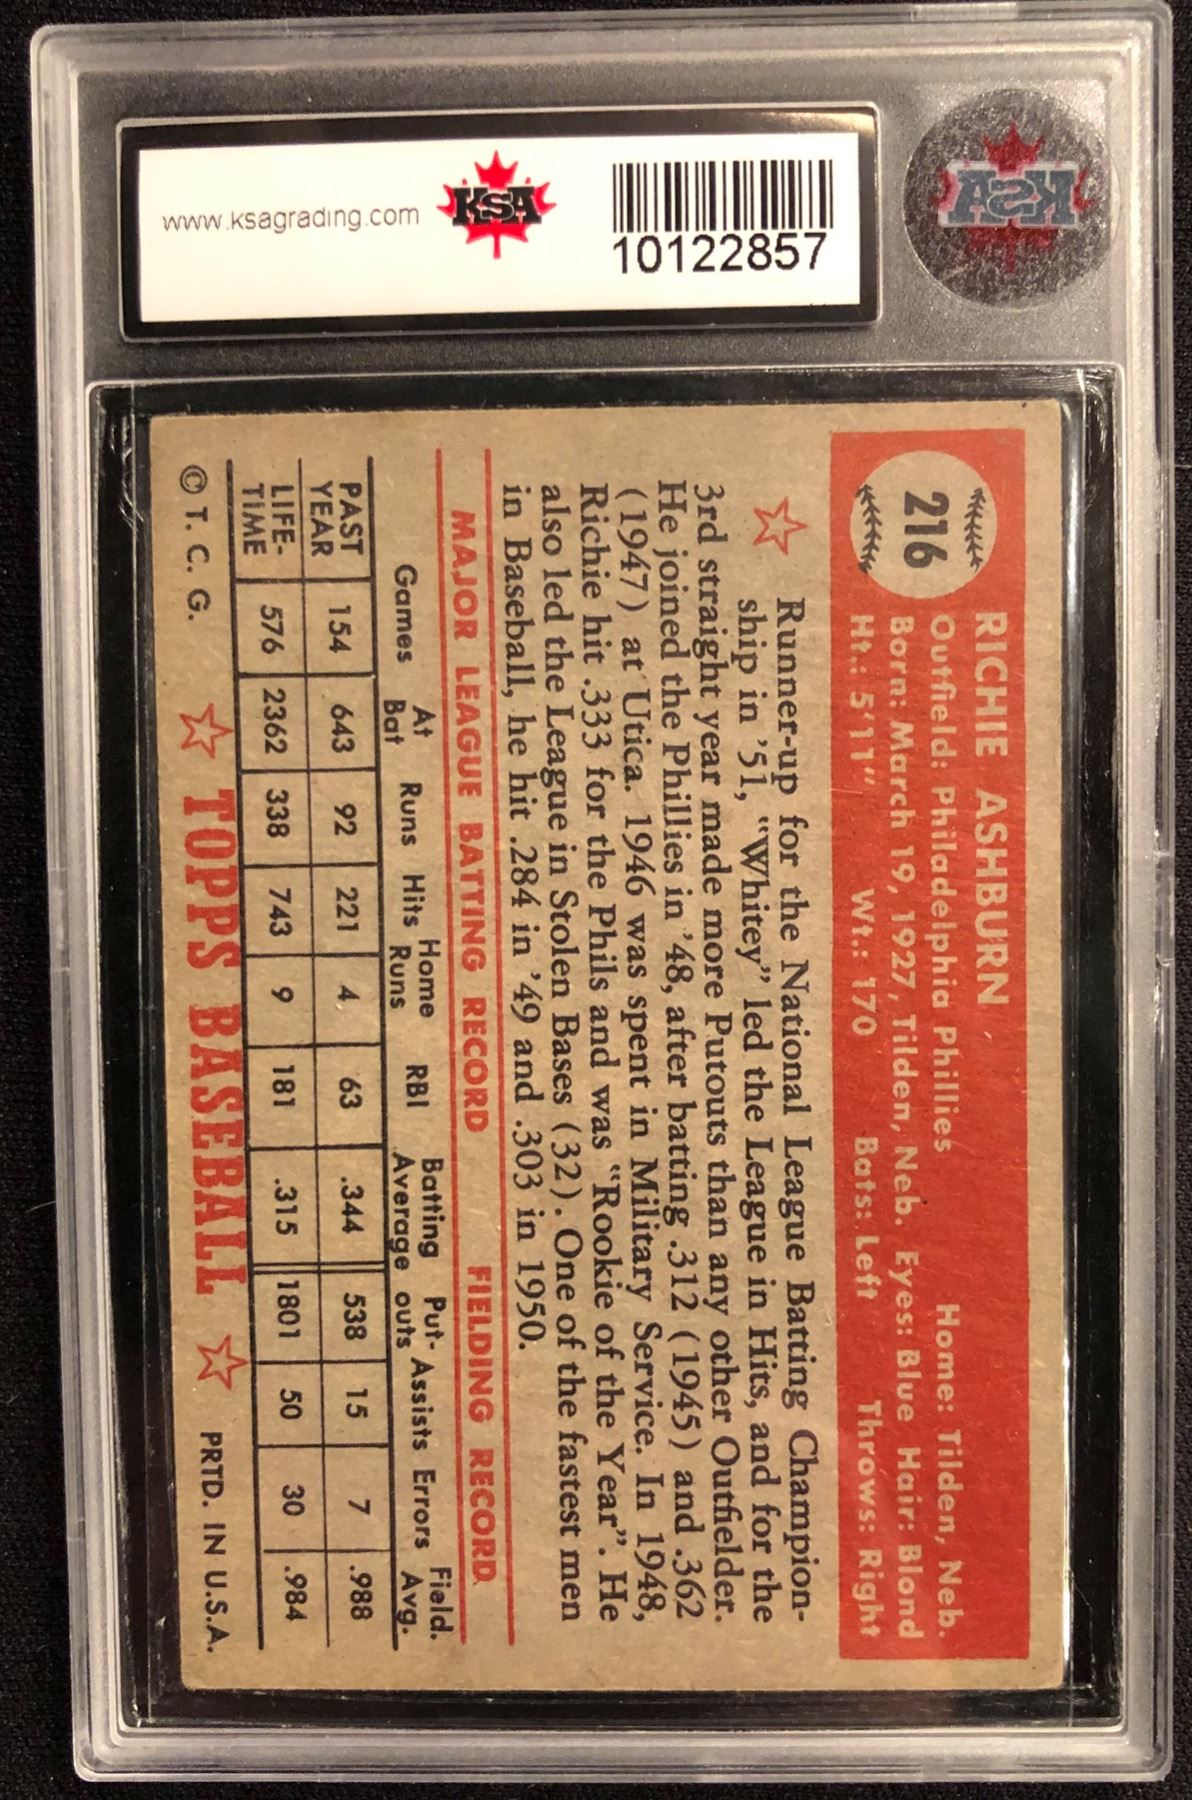 www.ksagrading.com
KSA
10122857
KSA
216
RICHIE ASHBURN
Outfield: Philadelphia Phillies Home: Tilden, Neb.
Born: March 19, 1927, Tilden, Neb. Eyes: Blue Hair: Blond
Ht.: 5'11" Wt.: 170 Bats: Left Throws: Right
Runner-up for the National League Batting Champion-
ship in '51, "Whitey" led the League in Hits, and for the
3rd straight year made more Putouts than any other Outfielder.
He joined the Phillies in '48, after batting .312 (1945) and .362
(1947) at Utica. 1946 was spent in Military Service. In 1948,
Richie hit .333 for the Phils and was "Rookie of the Year". He
also led the League in Stolen Bases (32). One of the fastest men
in Baseball, he hit .284 in '49 and .303 in 1950.
MAJOR LEAGUE BATTING RECORD FIELDING RECORD
Games At Bat Runs Hits Home Runs RBI Batting Average Put-outs Assists Errors Field. Avg.
PAST YEAR 154 643 92 221 4 63 .344 538 15 7 .988
LIFE-TIME 576 2362 338 743 9 181 .315 1801 50 30 .984
© T. C. G. ☆ TOPPS BASEBALL ☆ PRTD. IN U.S.A.